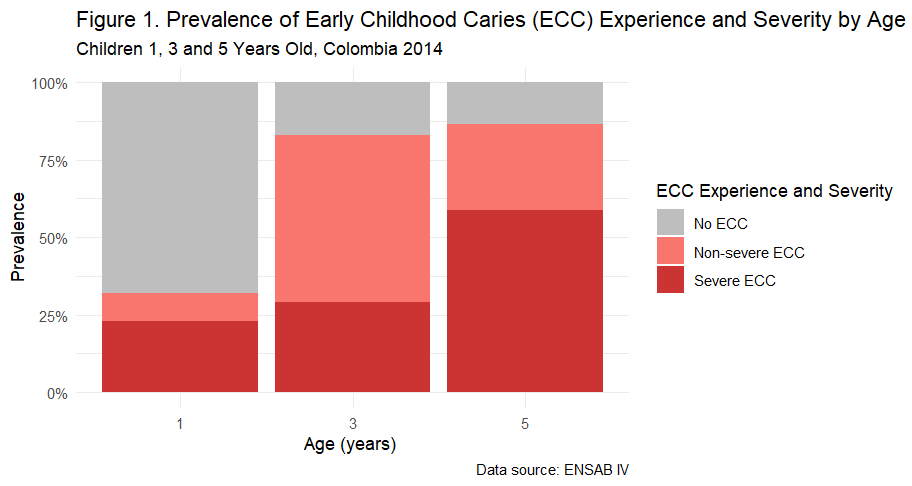 Figure 1. Prevalence of Early Childhood Caries (ECC) Experience and Severity by Age
Children 1, 3 and 5 Years Old, Colombia 2014
100%
75%
50%
25%
0%
Prevalence
1 3 5
Age (years)
ECC Experience and Severity
No ECC
Non-severe ECC
Severe ECC
Data source: ENSAB IV